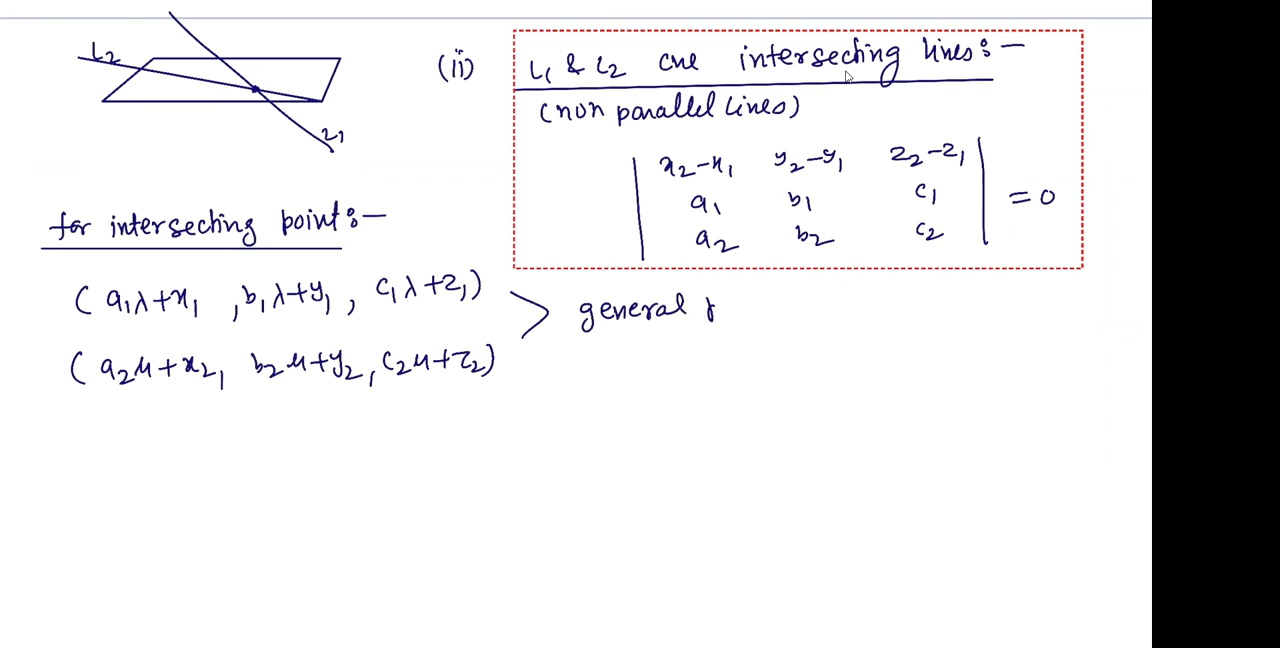 L2
L1
(ii) L1 & L2 are intersecting lines:-
(non parallel lines)
| x2-x1 y2-y1 z2-z1 |
| a1 b1 c1 | = 0
| a2 b2 c2 |
for intersecting point:-
(a1λ+x1, b1λ+y1, c1λ+z1)
general
(a2μ+x2, b2μ+y2, c2μ+z2)